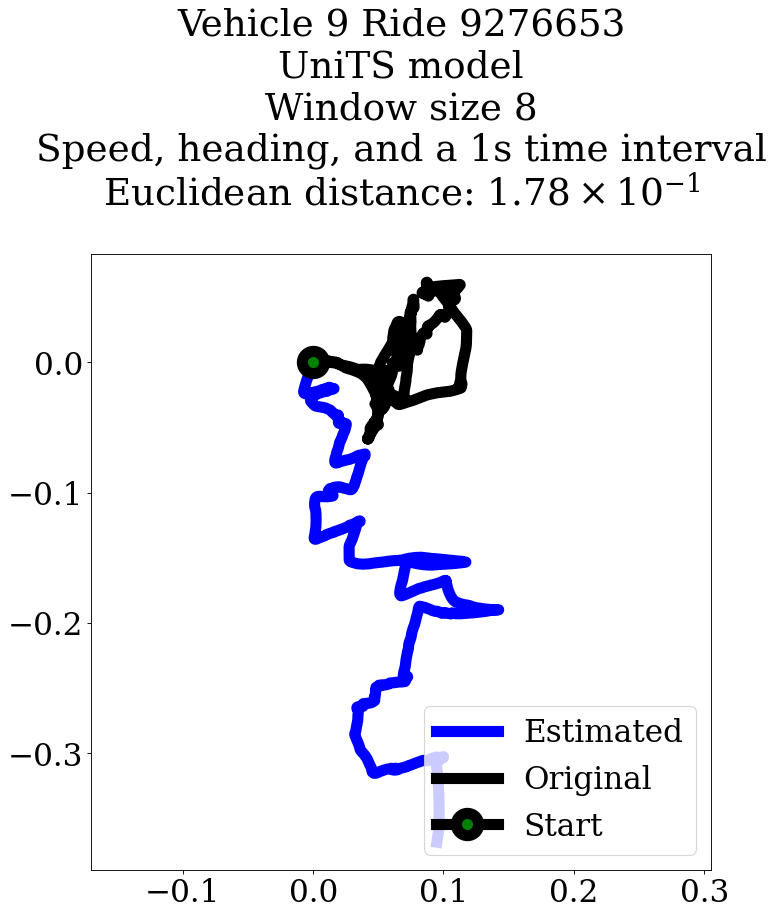 Vehicle 9 Ride 9276653
UniTS model
Window size 8
Speed, heading, and a 1s time interval
Euclidean distance: 1.78 × 10⁻¹
0.0
−0.1
−0.2
−0.3
Estimated
Original
Start
−0.1 0.0 0.1 0.2 0.3